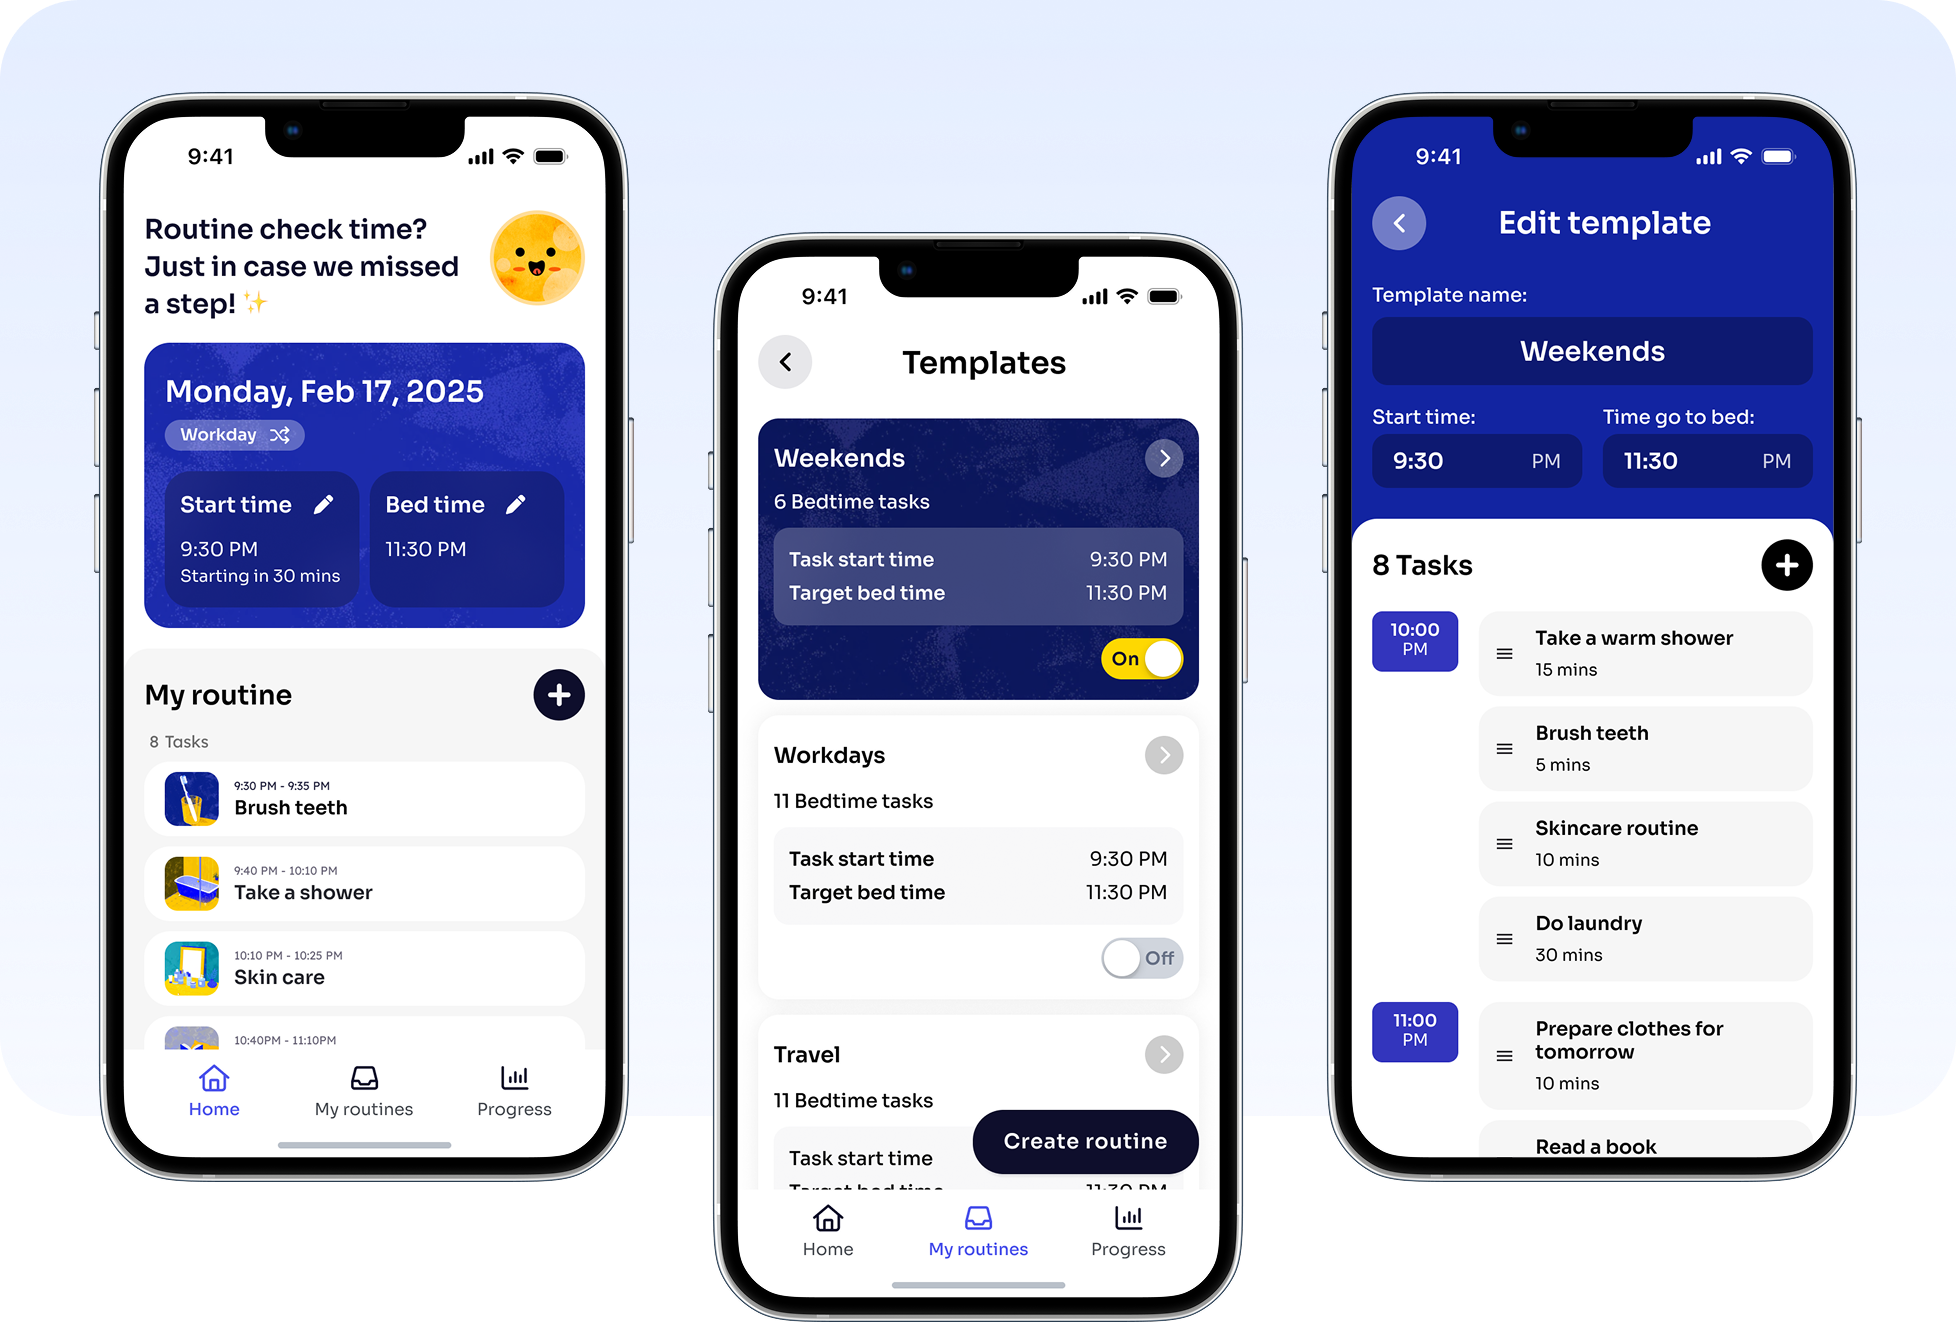 9:41
Routine check time?
Just in case we missed
a step! ✨
Monday, Feb 17, 2025
Workday
Start time
9:30 PM
Starting in 30 mins
Bed time
11:30 PM
My routine
8 Tasks
9:30 PM - 9:35 PM
Brush teeth
9:40 PM - 10:10 PM
Take a shower
10:10 PM - 10:25 PM
Skin care
10:40PM - 11:10PM
Home
My routines
Progress
9:41
Templates
Weekends
6 Bedtime tasks
Task start time 9:30 PM
Target bed time 11:30 PM
On
Workdays
11 Bedtime tasks
Task start time 9:30 PM
Target bed time 11:30 PM
Off
Travel
11 Bedtime tasks
Task start time
Create routine
Target bed time 11:30 PM
Home
My routines
Progress
9:41
Edit template
Template name:
Weekends
Start time:
9:30 PM
Time go to bed:
11:30 PM
8 Tasks
10:00
PM
Take a warm shower
15 mins
Brush teeth
5 mins
Skincare routine
10 mins
Do laundry
30 mins
11:00
PM
Prepare clothes for
tomorrow
10 mins
Read a book